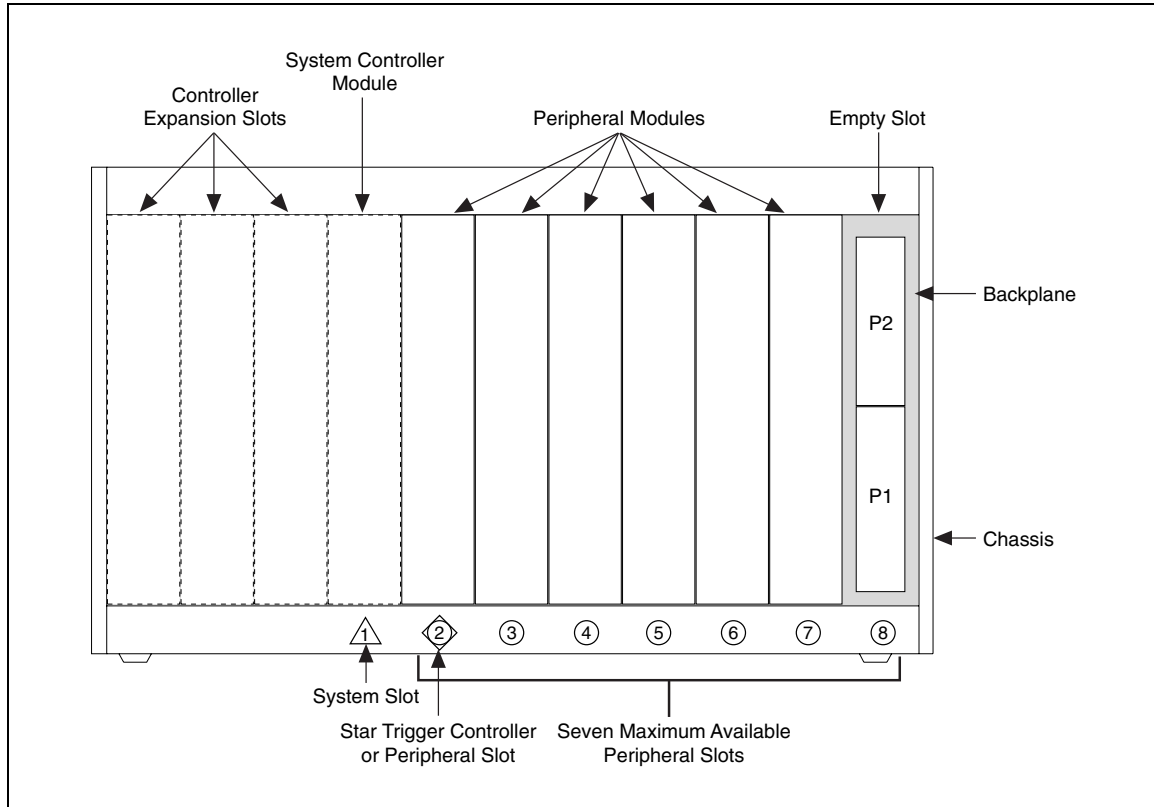 System Controller
Module
Controller
Expansion Slots
Peripheral Modules
Empty Slot
Backplane
P2
P1
Chassis
1
2
3
4
5
6
7
8
System Slot
Star Trigger Controller
or Peripheral Slot
Seven Maximum Available
Peripheral Slots